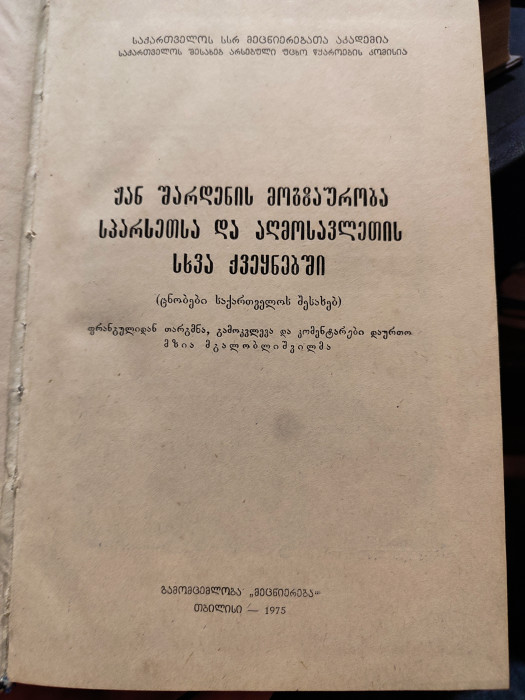 საქართველოს სსრ მეცნიერებათა აკადემია
საქართველოს შესახებ არსებული უცხო წყაროების კომისია
ჟან შარდენის მოგზაურობა
სპარსეთსა და აღმოსავლეთის
სხვა ქვეყნებში
(ცნობები საქართველოს შესახებ)
ფრანგულიდან თარგმნა, გამოკვლევა და კომენტარები დაურთო
მზია მგალობლიშვილმა
გამომცემლობა „მეცნიერება“
თბილისი — 1975